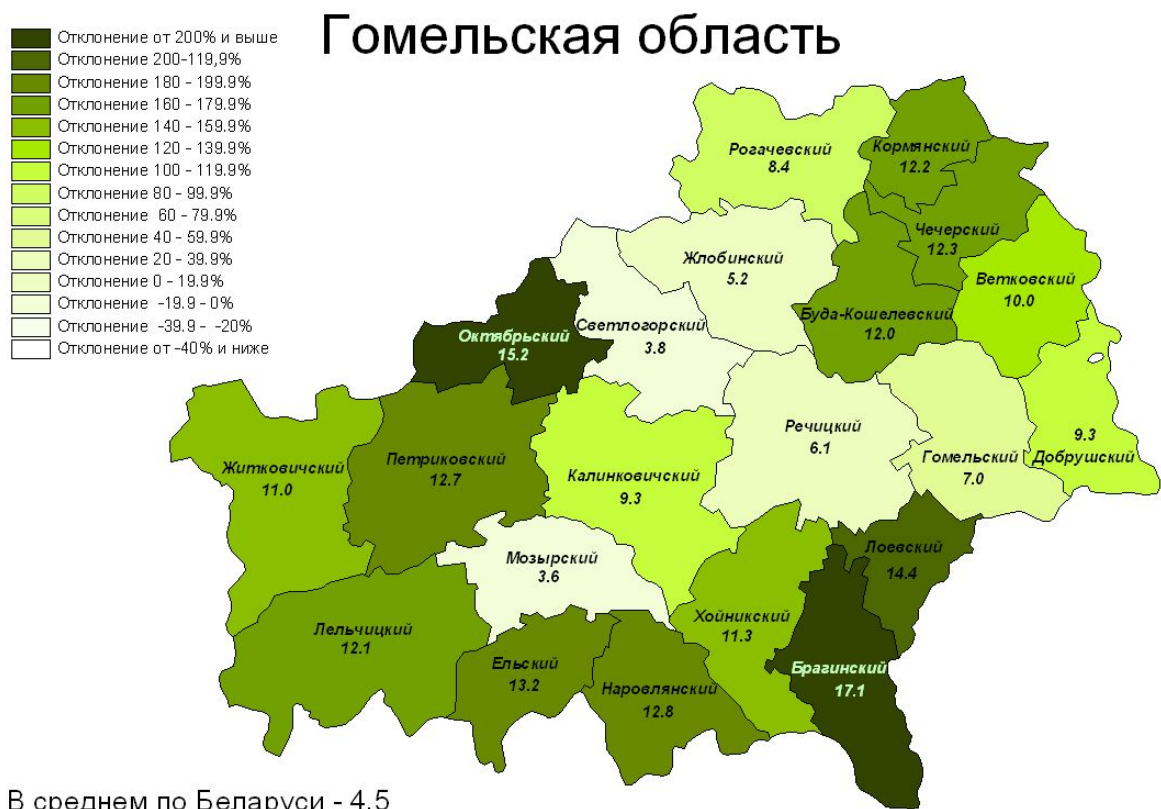 Гомельская область
Отклонение от 200% и выше
Отклонение 200-119,9%
Отклонение 180 - 199.9%
Отклонение 160 - 179.9%
Отклонение 140 - 159.9%
Отклонение 120 - 139.9%
Отклонение 100 - 119.9%
Отклонение 80 - 99.9%
Отклонение 60 - 79.9%
Отклонение 40 - 59.9%
Отклонение 20 - 39.9%
Отклонение 0 - 19.9%
Отклонение -19.9 - 0%
Отклонение -39.9 - -20%
Отклонение от -40% и ниже
Рогачевский
8.4
Кормянский
12.2
Чечерский
12.3
Жлобинский
5.2
Ветковский
10.0
Буда-Кошелевский
12.0
Светлогорский
3.8
Октябрьский
15.2
Речицкий
6.1
9.3
Добрушский
Гомельский
7.0
Житковичский
11.0
Петриковский
12.7
Калинковичский
9.3
Мозырский
3.6
Лоевский
14.4
Хойникский
11.3
Лельчицкий
12.1
Ельский
13.2
Наровлянский
12.8
Брагинский
17.1
В среднем по Беларуси - 4.5